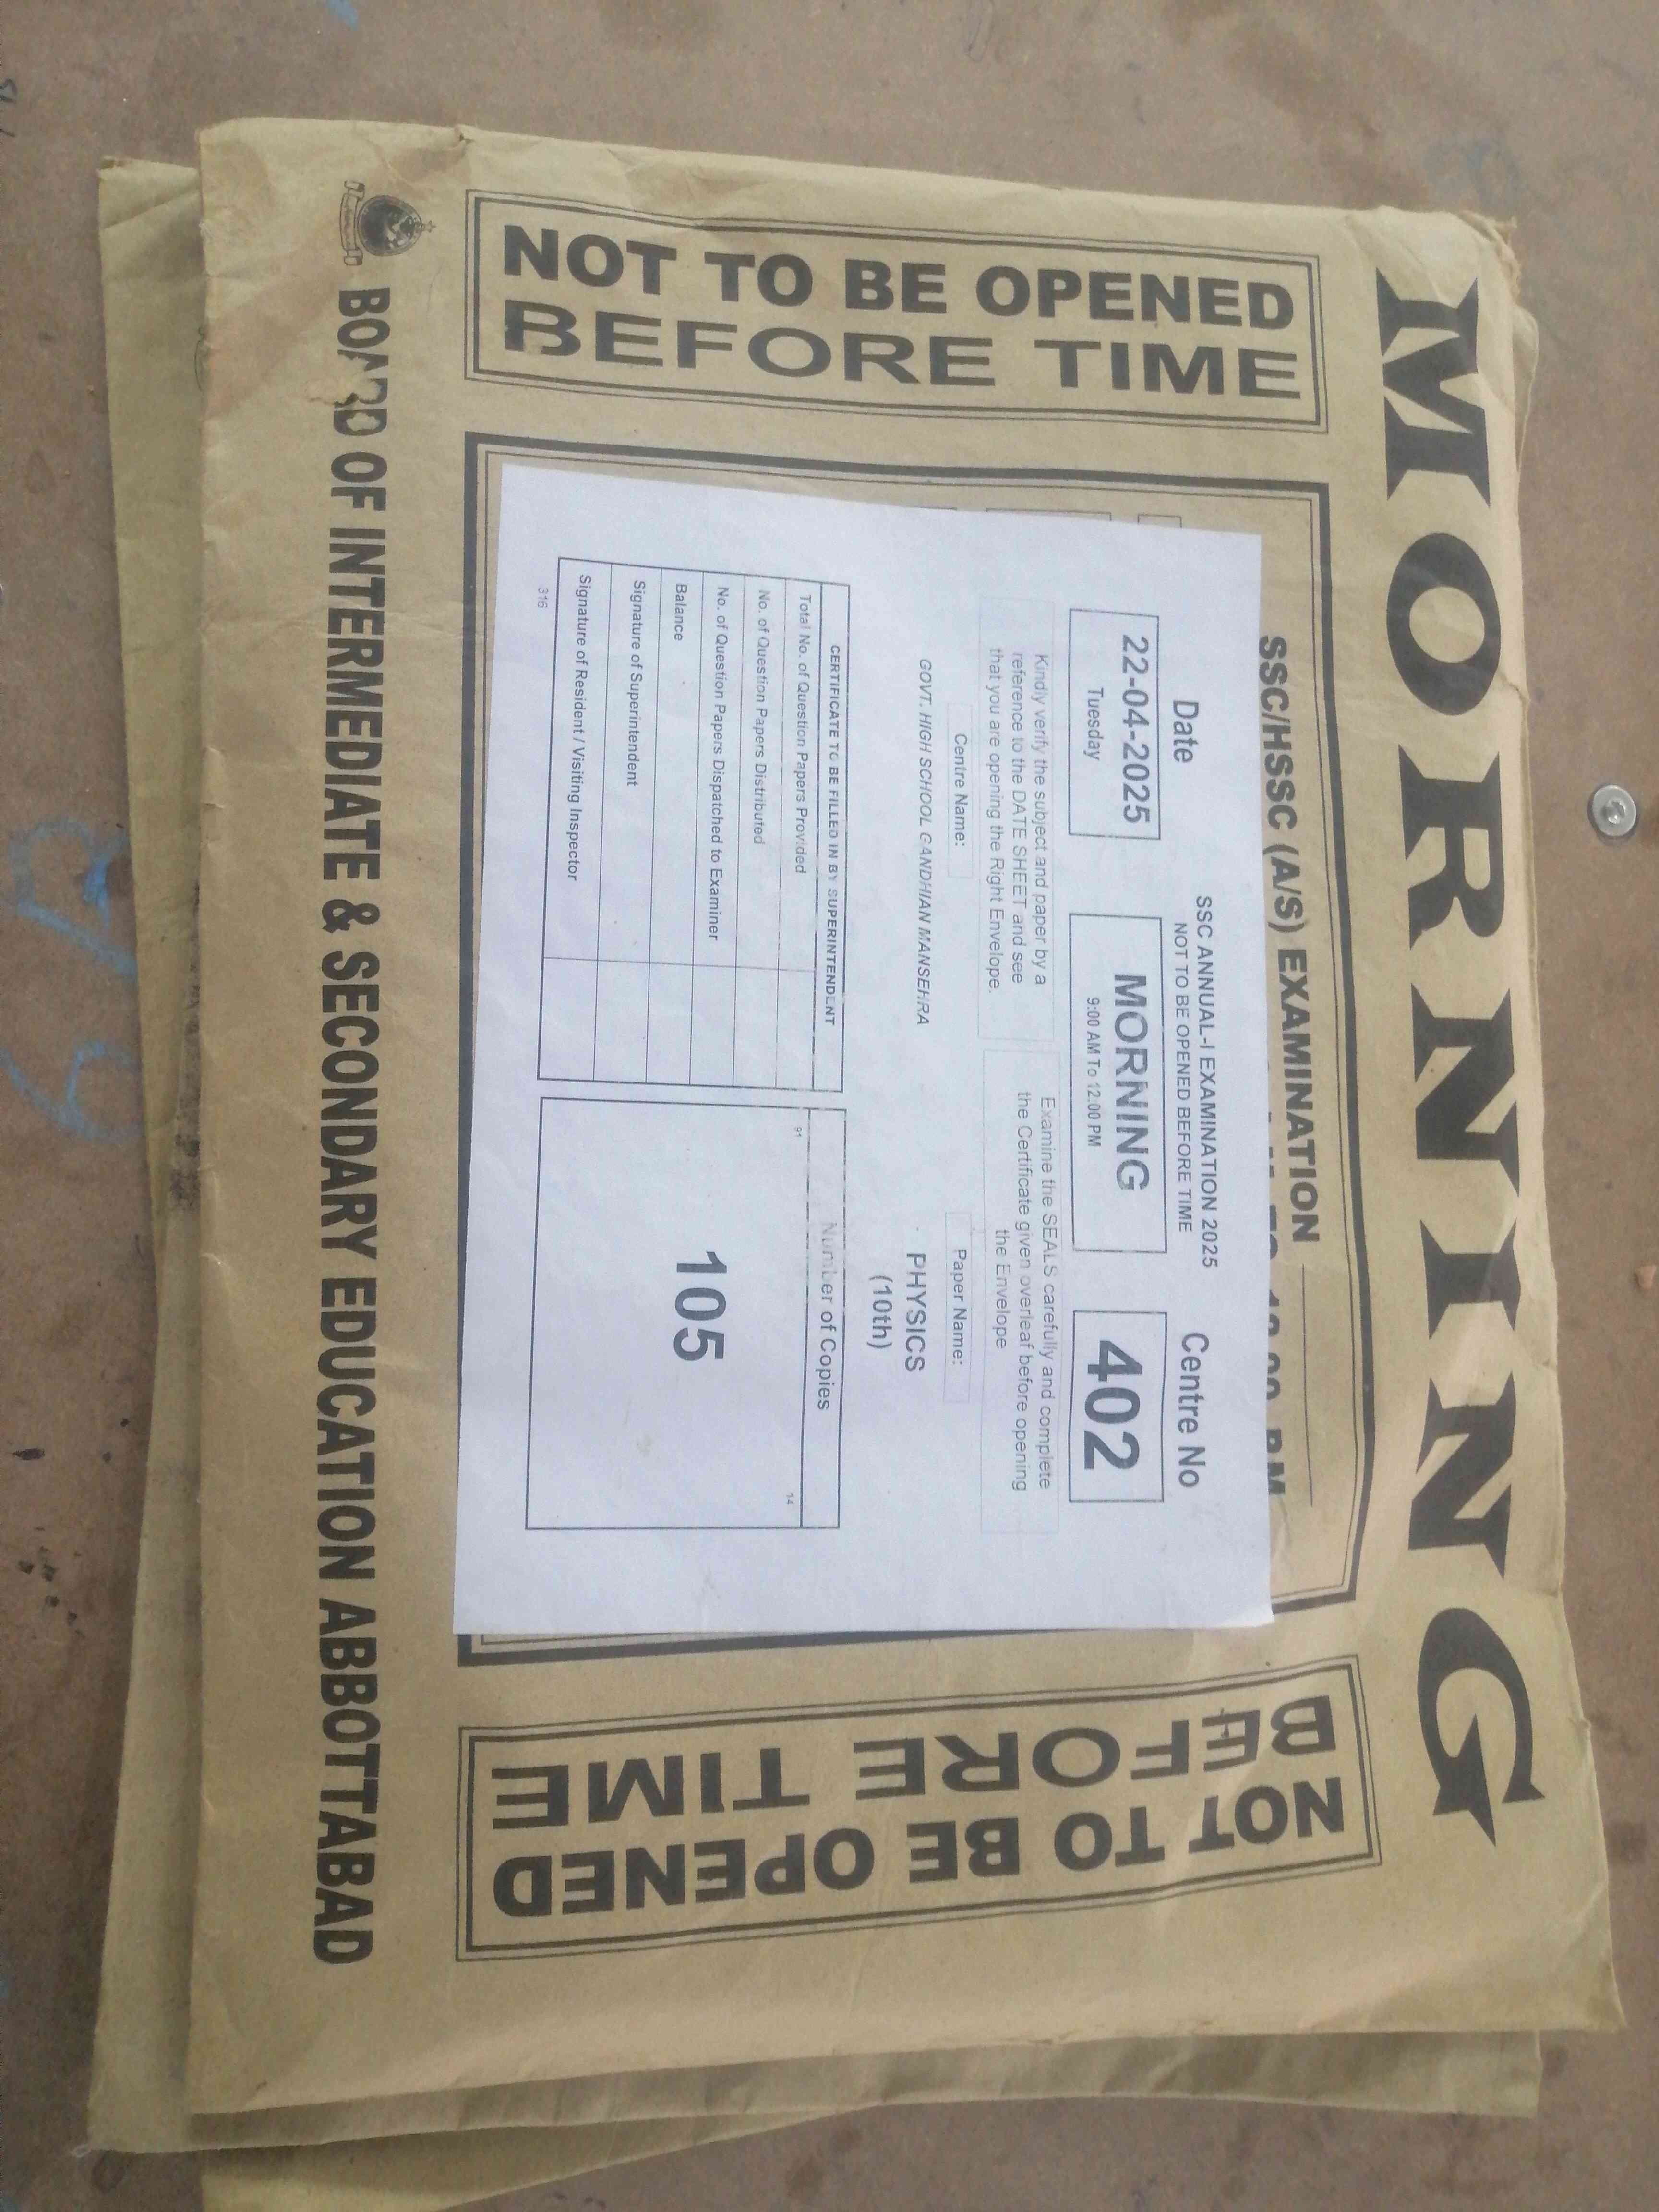 MORNING
NOT TO BE OPENED
BEFORE TIME
SSC/HSSC (A/S) EXAMINATION
SSC ANNUAL-I EXAMINATION 2025
NOT TO BE OPENED BEFORE TIME
Date
Centre No
22-04-2025
Tuesday
MORNING
9:00 AM To 12:00 PM
402
Kindly verify the subject and paper by a
reference to the DATE SHEET and see
that you are opening the Right Envelope.
Examine the SEALS carefully and complete
the Certificate given overleaf before opening
the Envelope
Centre Name:
Paper Name:
GOVT. HIGH SCHOOL GANDHIAN MANSEHRA
PHYSICS
(10th)
CERTIFICATE TO BE FILLED IN BY SUPERINTENDENT
Total No. of Question Papers Provided
No. of Question Papers Distributed
No. of Question Papers Dispatched to Examiner
Balance
Signature of Superintendent
Signature of Resident / Visiting Inspector
316
Number of Copies
91
14
105
NOT TO BE OPENED
BEFORE TIME
BOARD OF INTERMEDIATE & SECONDARY EDUCATION ABBOTTABAD